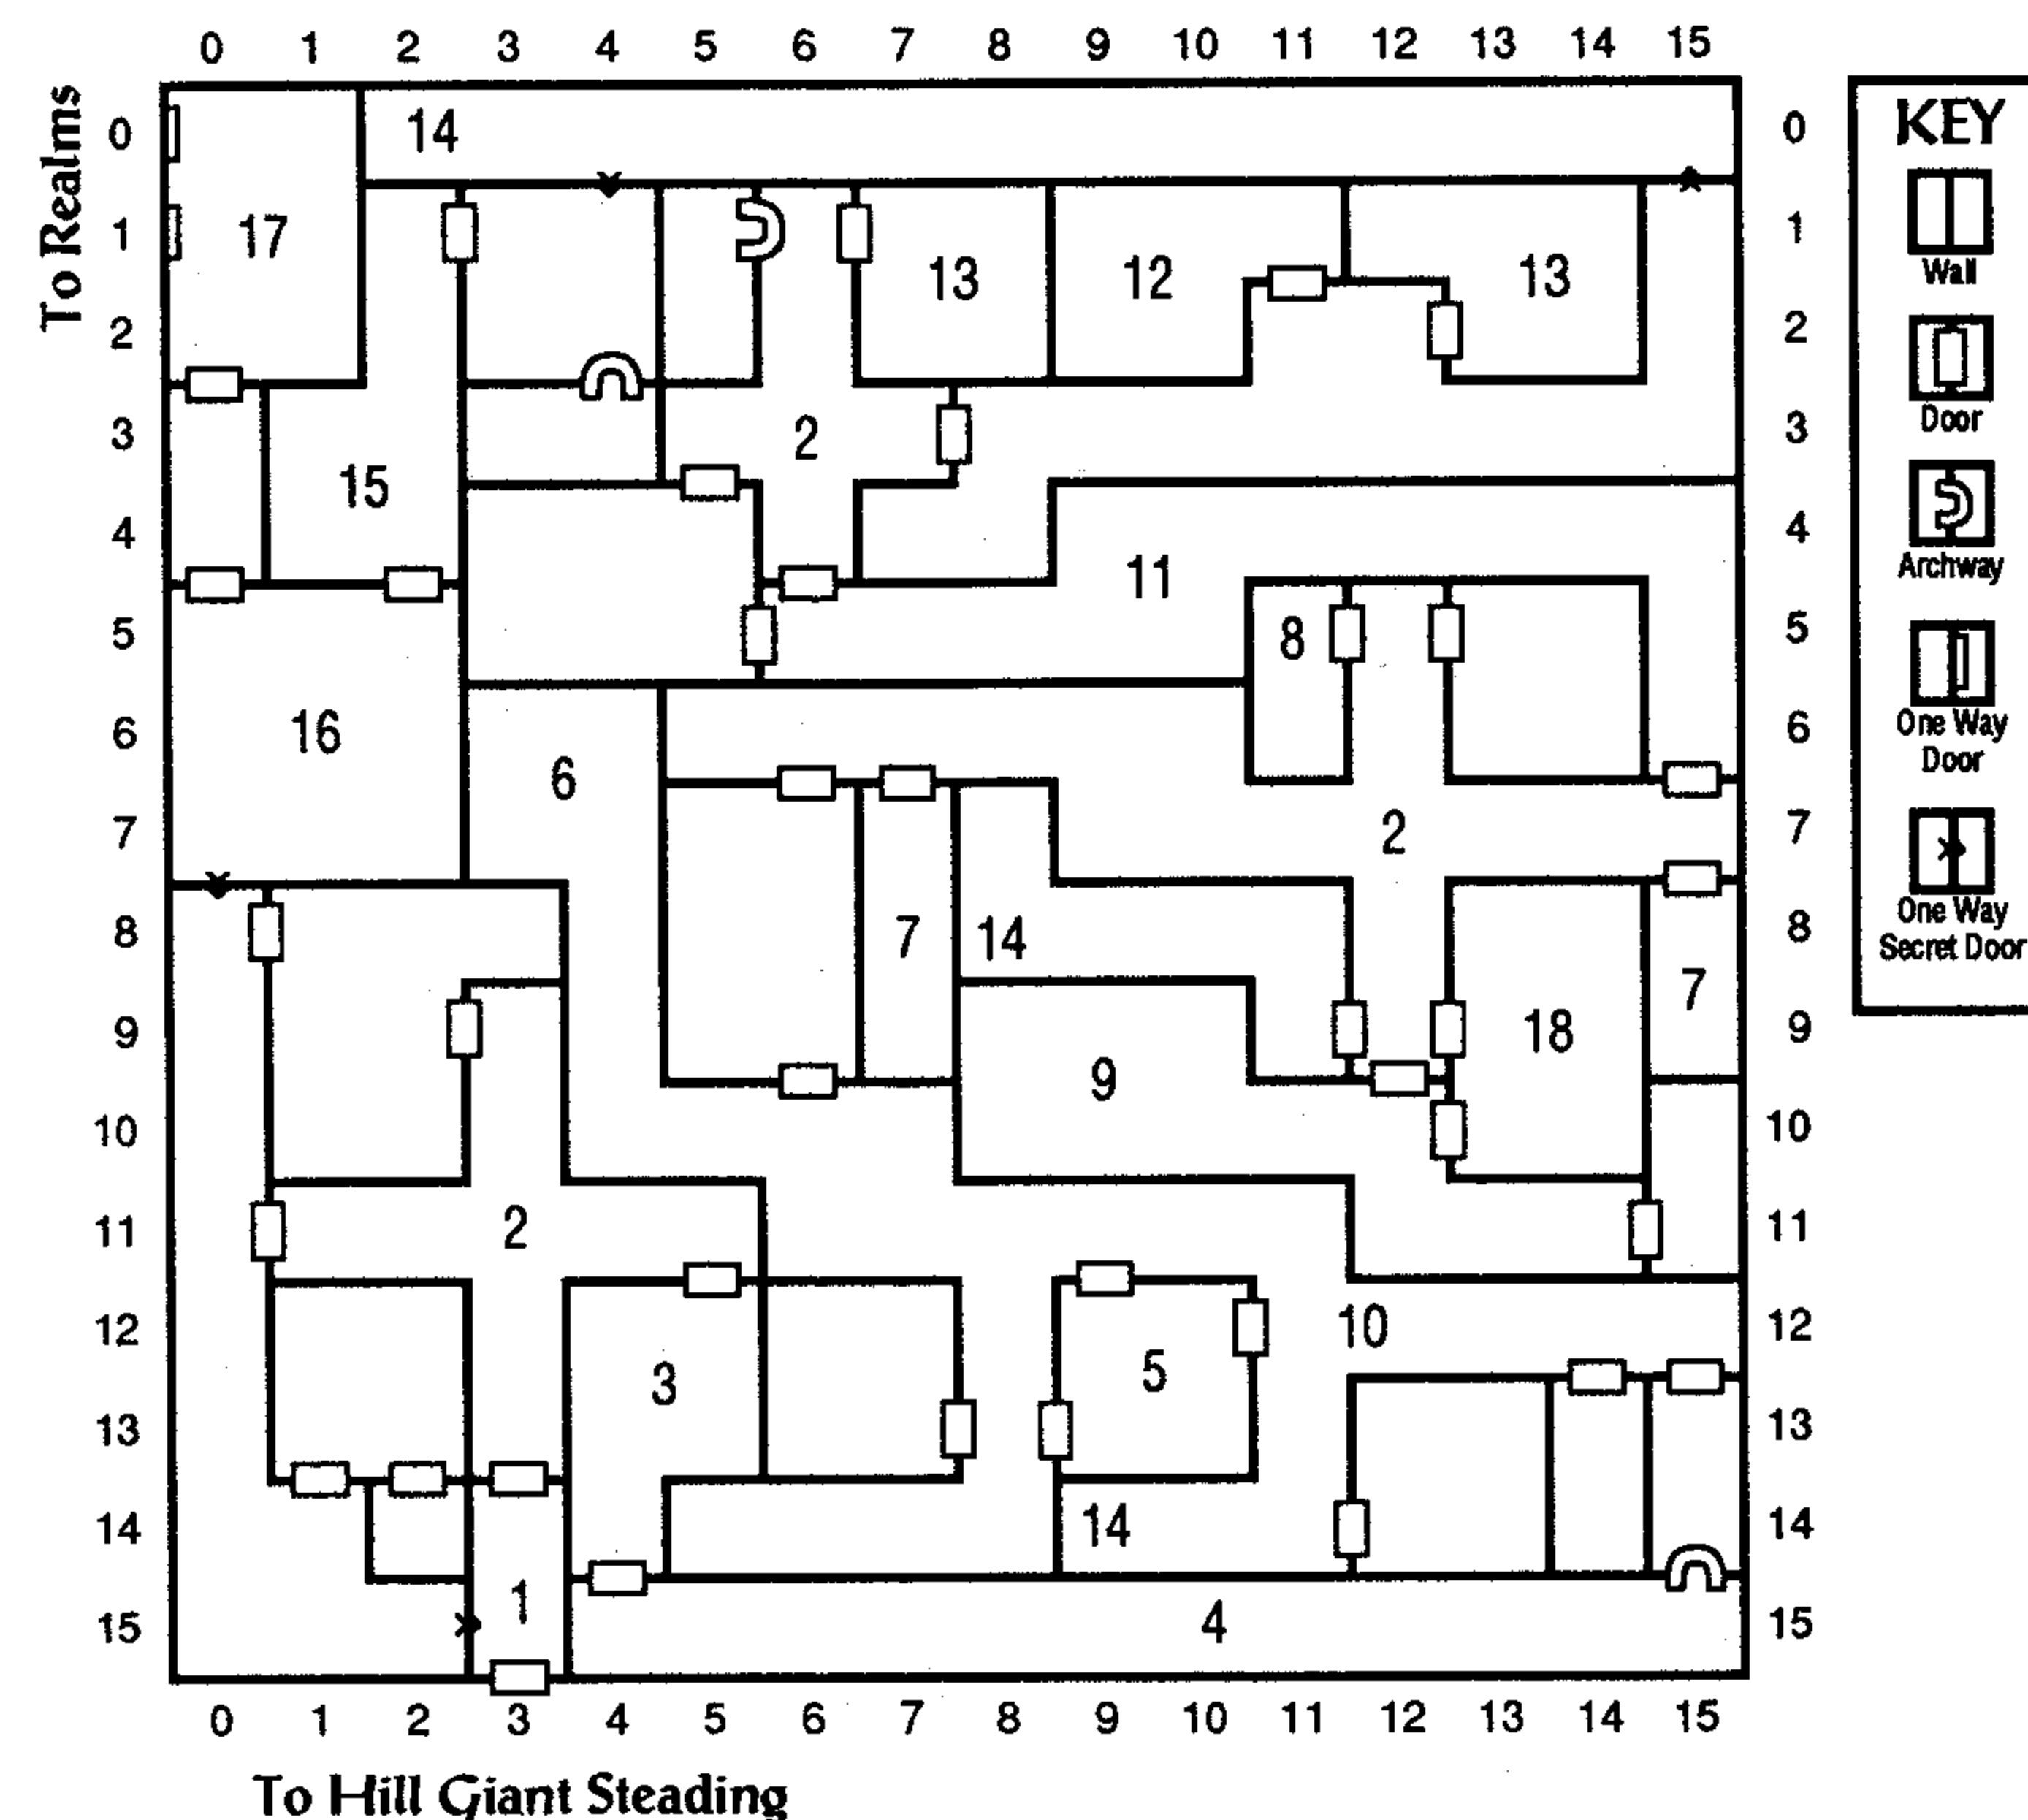 0 1 2 3 4 5 6 7 8 9 10 11 12 13 14 15
To Realms
KEY
0 14 0
Wall
1 17 13 12 13 1
2 2
Door
3 2 3
15
4 4
Archway
11
5 8 5
6 16 6 6
One Way
Door
7 2 7
8 7 14 8
One Way
Secret Door
7
9 18 9
9
10 10
11 2 11
12 10 12
3 5
13 13
14 14 14
1
15 4 15
0 1 2 3 4 5 6 7 8 9 10 11 12 13 14 15
To Hill Giant Steading